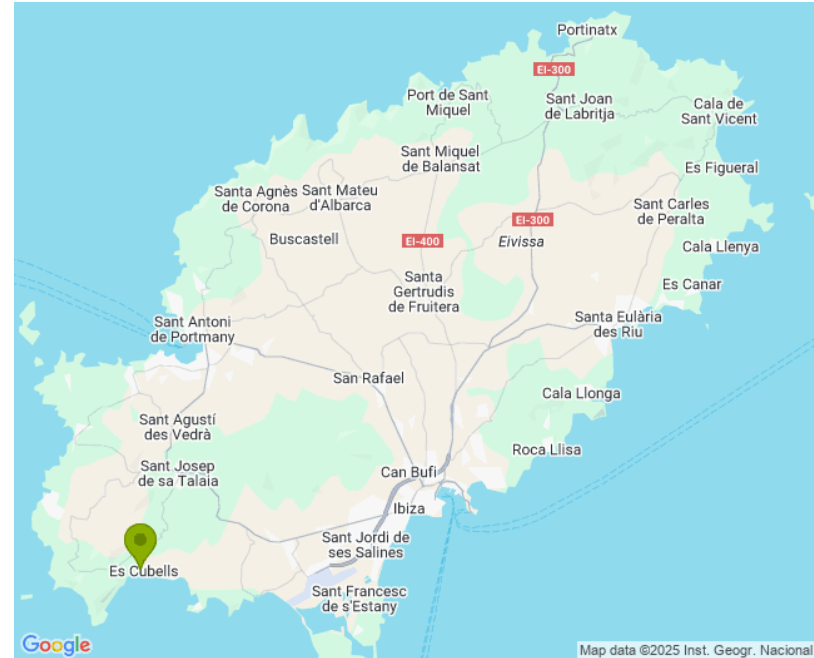 Portinatx
EI-300
Port de Sant
Miquel
Sant Joan
de Labritja
Cala de
Sant Vicent
Sant Miquel
de Balansat
Es Figueral
Santa Agnès
de Corona
Sant Mateu
d'Albarca
Sant Carles
de Peralta
EI-300
Buscastell
EI-400
Eivissa
Cala Llenya
Santa
Gertrudis
de Fruitera
Es Canar
Sant Antoni
de Portmany
Santa Eulària
des Riu
San Rafael
Cala Llonga
Sant Agustí
des Vedrà
Roca Llisa
Sant Josep
de sa Talaia
Can Bufi
Ibiza
Sant Jordi de
ses Salines
Es Cubells
Sant Francesc
de s'Estany
Google
Map data ©2025 Inst. Geogr. Nacional